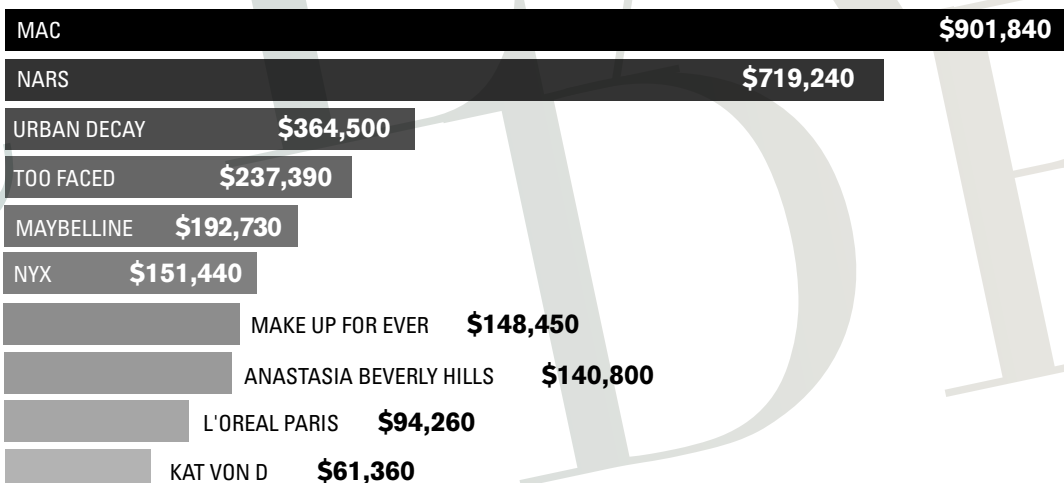 MAC $901,840
NARS $719,240
URBAN DECAY $364,500
TOO FACED $237,390
MAYBELLINE $192,730
NYX $151,440
MAKE UP FOR EVER $148,450
ANASTASIA BEVERLY HILLS $140,800
L'OREAL PARIS $94,260
KAT VON D $61,360